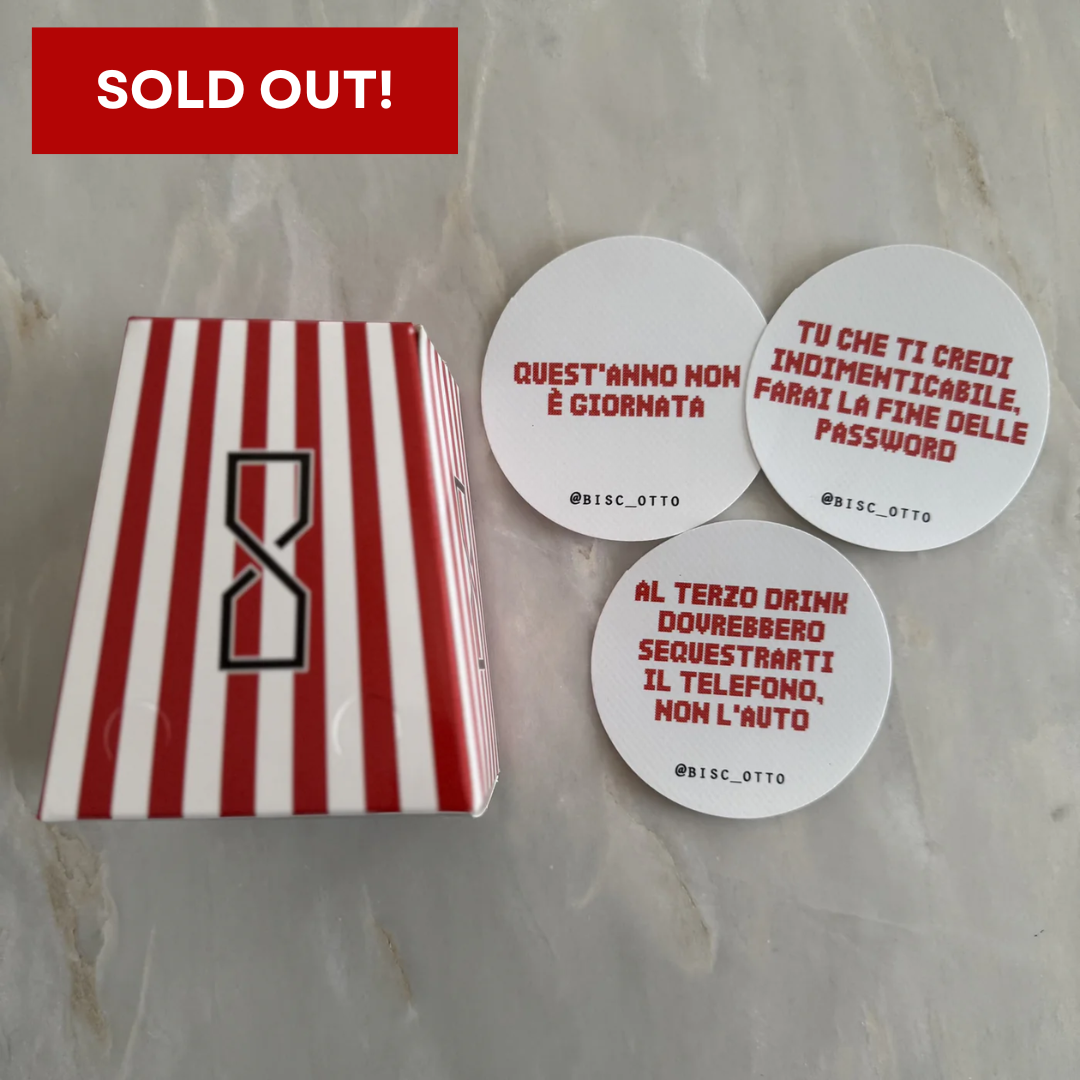 SOLD OUT!
QUEST'ANNO NON
È GIORNATA
@BISC_OTTO
TU CHE TI CREDI
INDIMENTICABILE,
FARAI LA FINE DELLE
PASSWORD
@BISC_OTTO
AL TERZO DRINK
DOVREBBERO
SEQUESTRARTI
IL TELEFONO,
NON L'AUTO
@BISC_OTTO